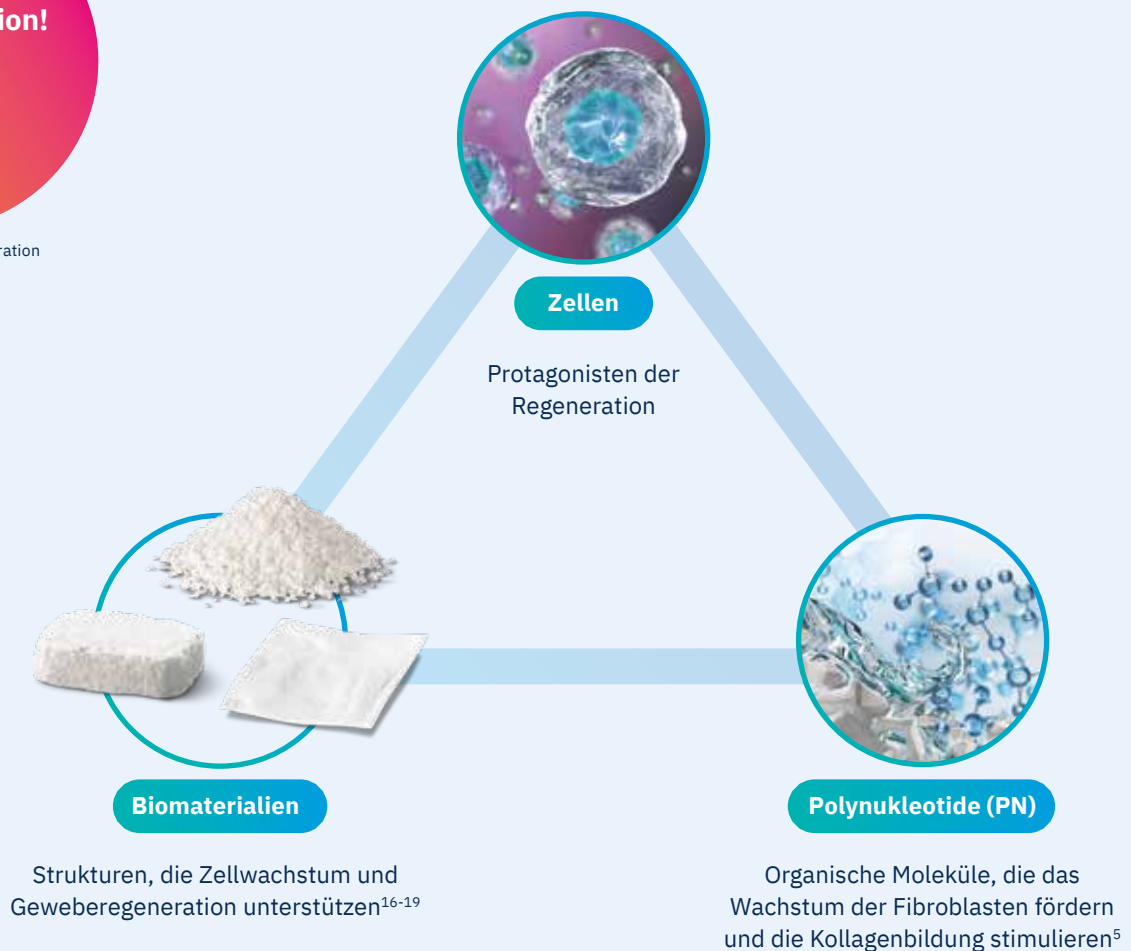 ion!
ration
Zellen
Protagonisten der
Regeneration
Biomaterialien
Strukturen, die Zellwachstum und
Geweberegeneration unterstützen¹⁶⁻¹⁹
Polynukleotide (PN)
Organische Moleküle, die das
Wachstum der Fibroblasten fördern
und die Kollagenbildung stimulieren⁵